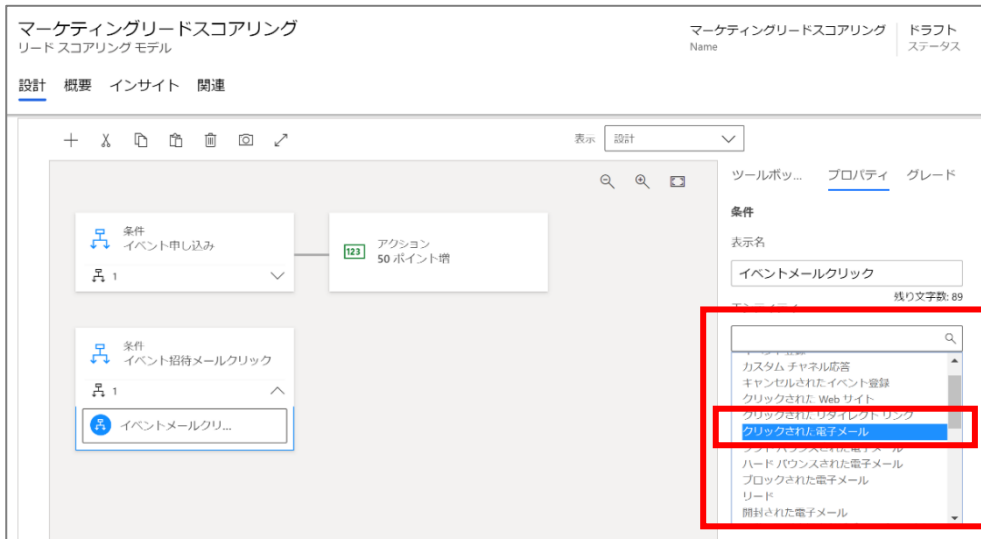 マーケティングリードスコアリング
リード スコアリング モデル
マーケティングリードスコアリング
Name
ドラフト
ステータス
設計 概要 インサイト 関連
表示 設計
ツールボッ... プロパティ グレード
条件
イベント申し込み
1
123
アクション
50 ポイント増
条件
イベント招待メールクリック
1
イベントメールクリ...
条件
表示名
イベントメールクリック
残り文字数: 89
カスタム チャネル応答
キャンセルされたイベント登録
クリックされた Web サイト
クリックされたリダイレクト リンク
クリックされた電子メール
ハード バウンスされた電子メール
ブロックされた電子メール
リード
開封された電子メール